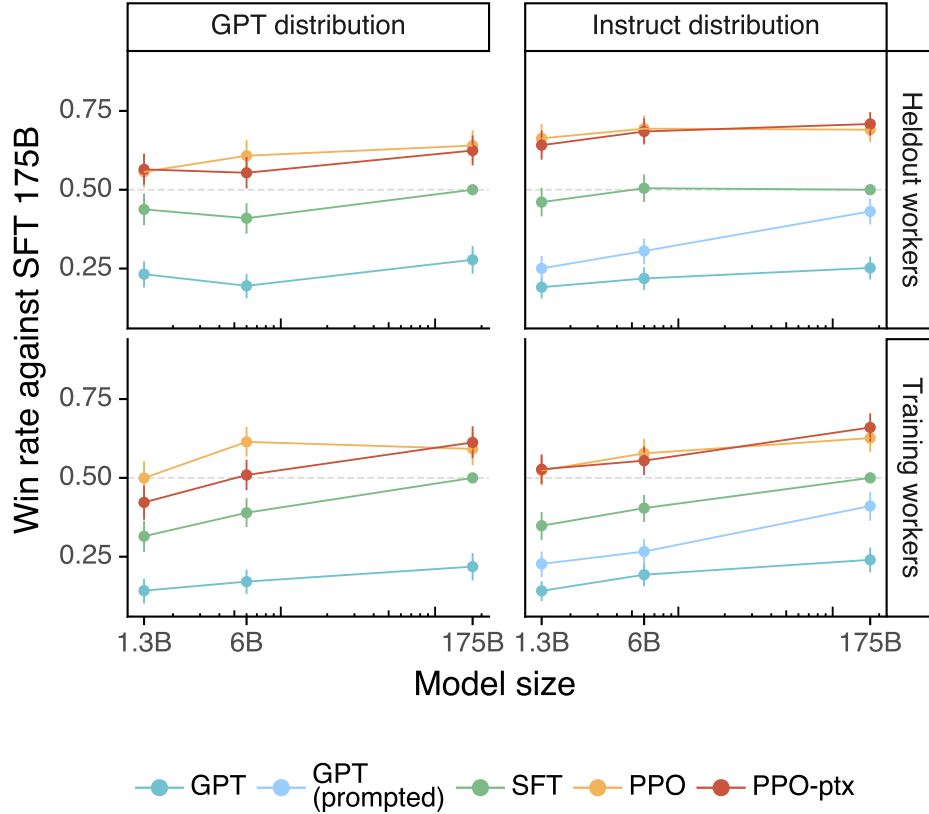 GPT distribution
Instruct distribution
Win rate against SFT 175B
0.75
0.50
0.25
Heldout workers
0.75
0.50
0.25
Training workers
1.3B
6B
175B
1.3B
6B
175B
Model size
GPT
GPT
(prompted)
SFT
PPO
PPO-ptx